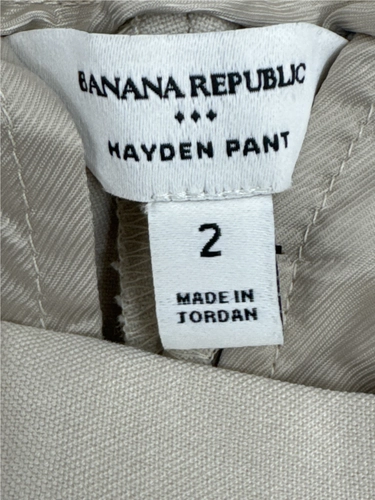 BANANA REPUBLIC
HAYDEN PANT
2
MADE IN
JORDAN